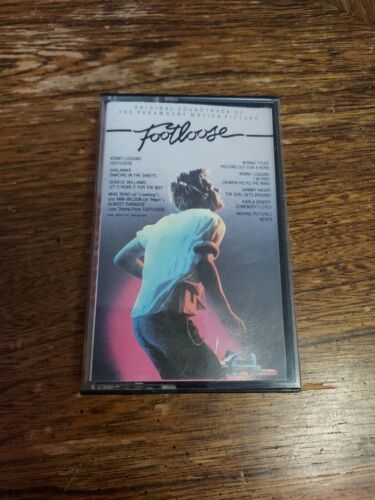 ORIGINAL SOUNDTRACK OF
THE PARAMOUNT MOTION PICTURE
Footloose
KENNY LOGGINS
FOOTLOOSE
SHALAMAR
DANCING IN THE SHEETS
DENIECE WILLIAMS
LET'S HEAR IT FOR THE BOY
MIKE RENO (of "Loverboy")
and ANN WILSON (of "Heart")
ALMOST PARADISE
Love Theme From FOOTLOOSE
BONNIE TYLER
HOLDING OUT FOR A HERO
KENNY LOGGINS
I'M FREE
(HEAVEN HELPS THE MAN)
SAMMY HAGAR
THE GIRL GETS AROUND
KARLA BONOFF
SOMEBODY'S EYES
MOVING PICTURES
NEVER